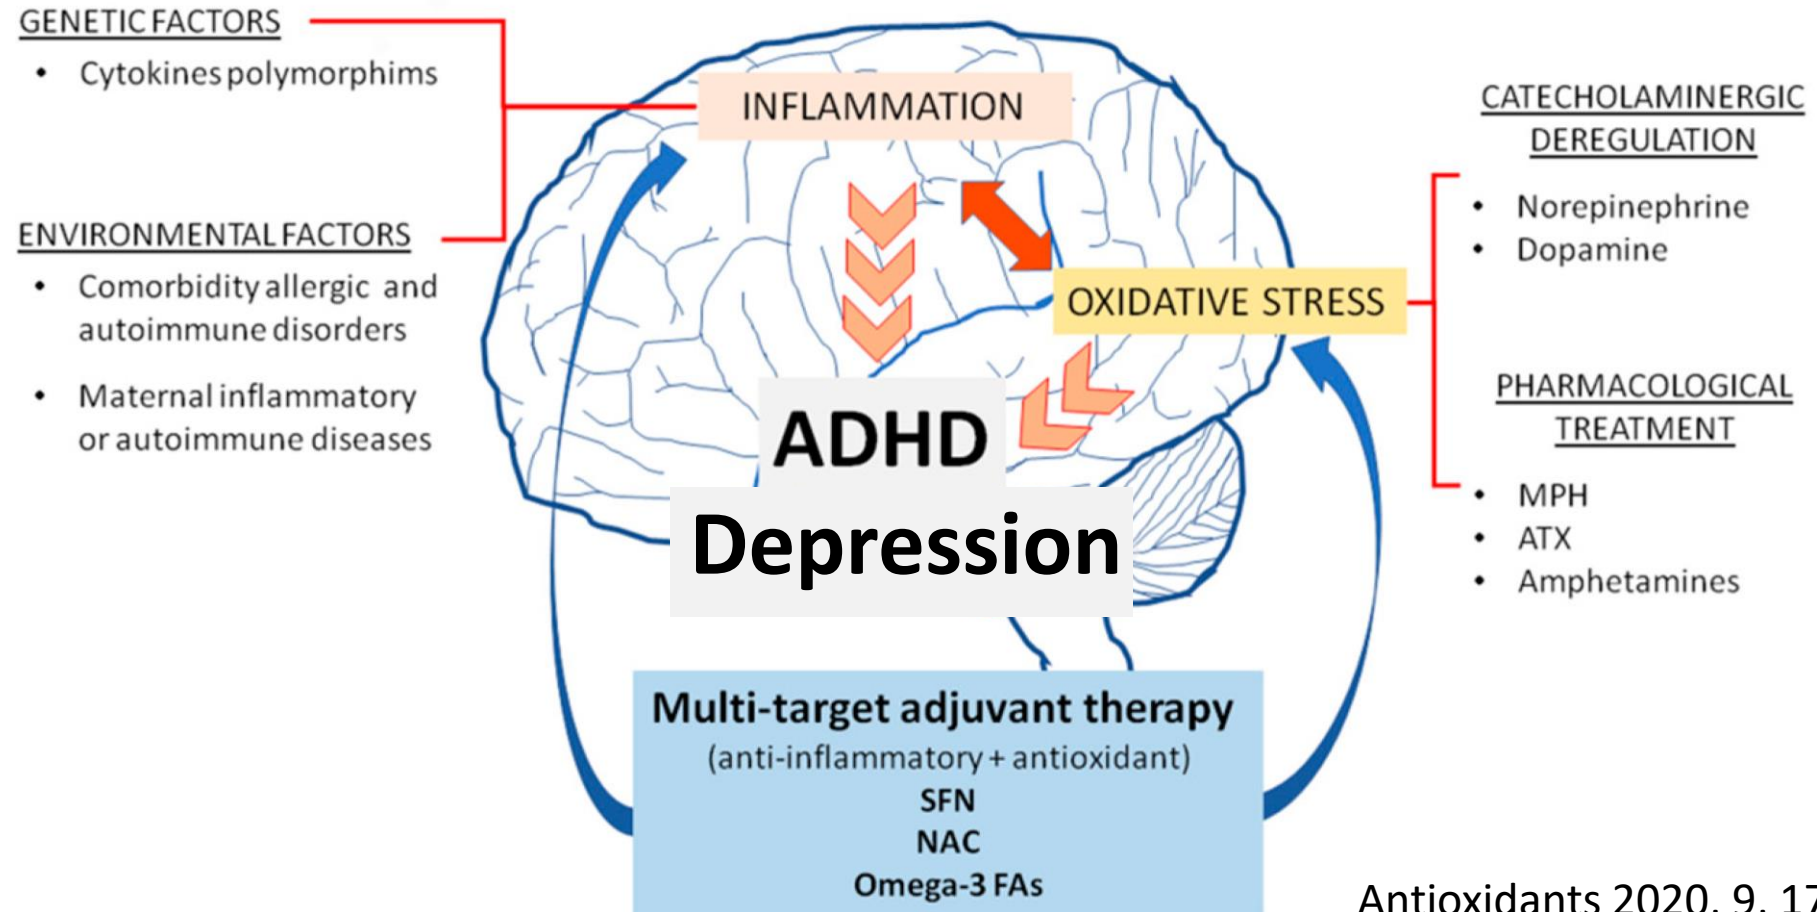 GENETIC FACTORS
• Cytokines polymorphims
ENVIRONMENTAL FACTORS
• Comorbidity allergic and
autoimmune disorders
• Maternal inflammatory
or autoimmune diseases
INFLAMMATION
OXIDATIVE STRESS
ADHD
Depression
CATECHOLAMINERGIC
DEREGULATION
• Norepinephrine
• Dopamine
PHARMACOLOGICAL
TREATMENT
• MPH
• ATX
• Amphetamines
Multi-target adjuvant therapy
(anti-inflammatory + antioxidant)
SFN
NAC
Omega-3 FAs
Antioxidants 2020, 9, 17